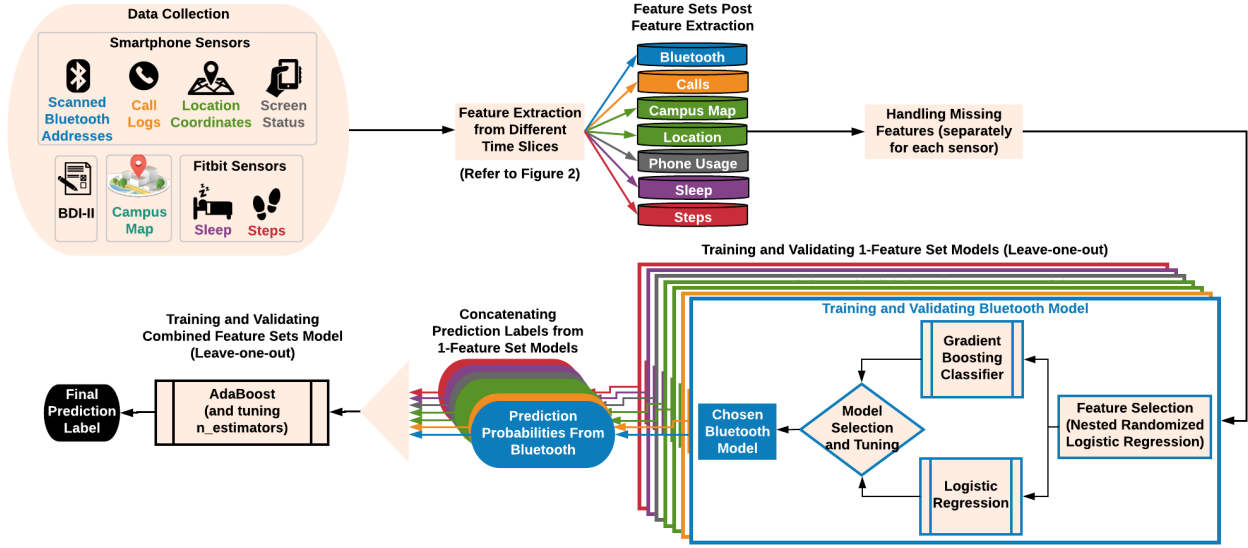 Data Collection
Smartphone Sensors
Scanned
Bluetooth
Addresses
Call
Logs
Location
Coordinates
Screen
Status
BDI-II
Campus
Map
Fitbit Sensors
Sleep
Steps
Feature Extraction
from Different
Time Slices
(Refer to Figure 2)
Feature Sets Post
Feature Extraction
Bluetooth
Calls
Campus Map
Location
Phone Usage
Sleep
Steps
Handling Missing
Features (separately
for each sensor)
Training and Validating 1-Feature Set Models (Leave-one-out)
Training and Validating Bluetooth Model
Feature Selection
(Nested Randomized
Logistic Regression)
Gradient
Boosting
Classifier
Logistic
Regression
Model
Selection
and Tuning
Chosen
Bluetooth
Model
Concatenating
Prediction Labels from
1-Feature Set Models
Prediction
Probabilities From
Bluetooth
Training and Validating
Combined Feature Sets Model
(Leave-one-out)
AdaBoost
(and tuning
n_estimators)
Final
Prediction
Label